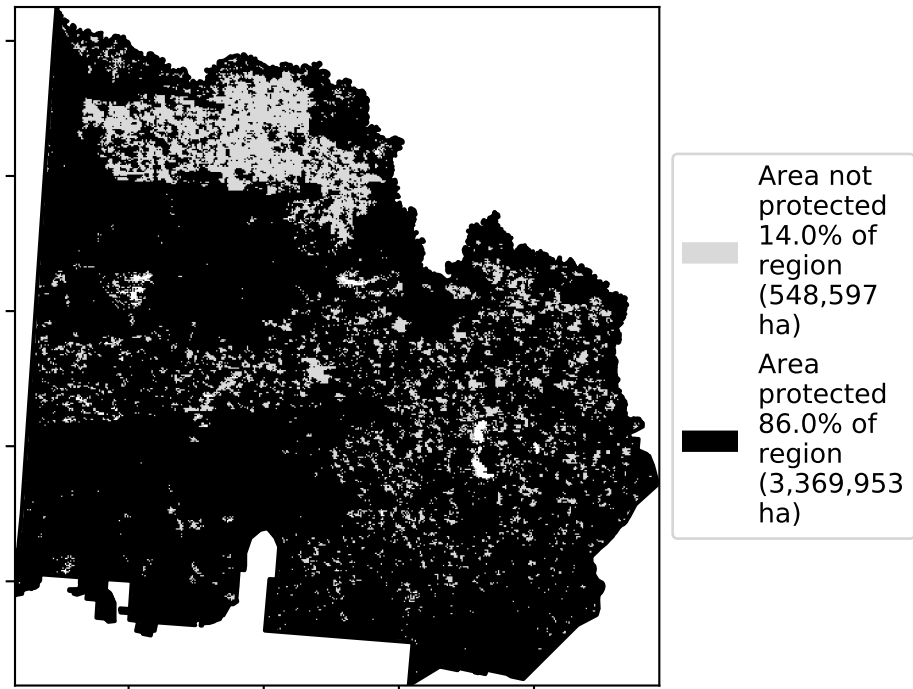 Area not
protected
14.0% of
region
(548,597
ha)
Area
protected
86.0% of
region
(3,369,953
ha)